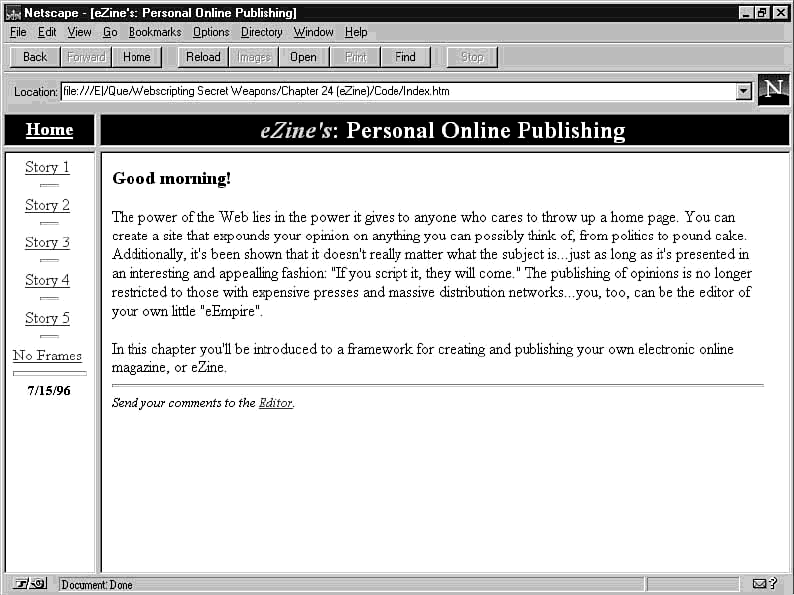 Netscape - [eZine's: Personal Online Publishing]
File Edit View Go Bookmarks Options Directory Window Help
Back Forward Home Reload Images Open Print Find Stop
Location: file:///E|/Que/Webscripting Secret Weapons/Chapter 24 (eZine)/Code/Index.htm
N
Home
eZine's: Personal Online Publishing
Story 1
Story 2
Story 3
Story 4
Story 5
No Frames
7/15/96
Good morning!
The power of the Web lies in the power it gives to anyone who cares to throw up a home page. You can
create a site that expounds your opinion on anything you can possibly think of, from politics to pound cake.
Additionally, it's been shown that it doesn't really matter what the subject is...just as long as it's presented in
an interesting and appealling fashion: "If you script it, they will come." The publishing of opinions is no longer
restricted to those with expensive presses and massive distribution networks...you, too, can be the editor of
your own little "eEmpire".
In this chapter you'll be introduced to a framework for creating and publishing your own electronic online
magazine, or eZine.
Send your comments to the Editor.
Document: Done
?